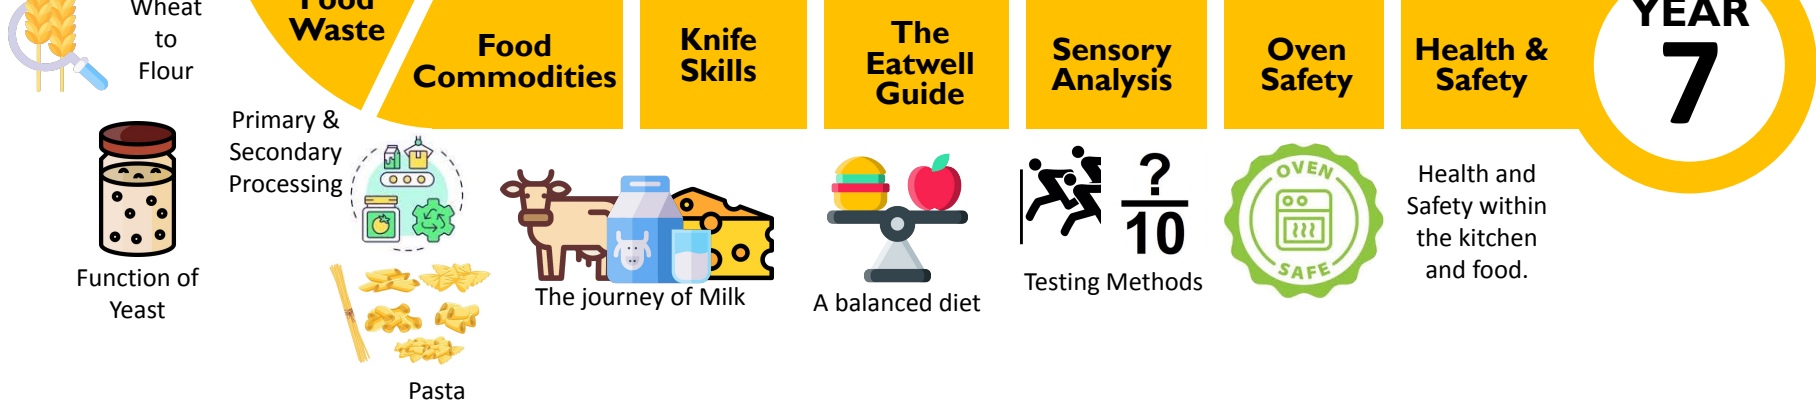 Wheat
to
Flour
Food
Waste
Food
Commodities
Knife
Skills
The
Eatwell
Guide
Sensory
Analysis
Oven
Safety
Health &
Safety
YEAR
7
Primary &
Secondary
Processing
Function of
Yeast
Pasta
The journey of Milk
A balanced diet
?
10
Testing Methods
OVEN
SAFE
Health and
Safety within
the kitchen
and food.